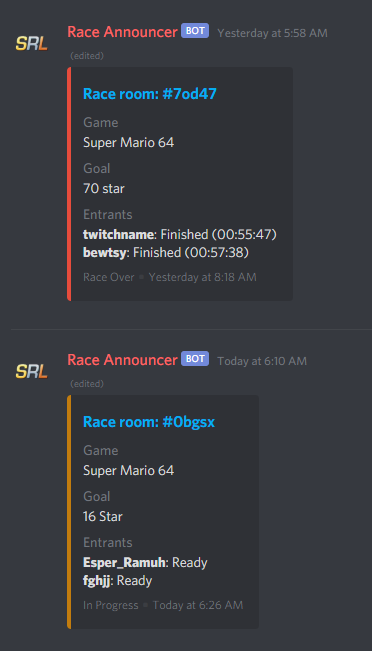 SRL
Race Announcer BOT Yesterday at 5:58 AM
(edited)
Race room: #7od47
Game
Super Mario 64
Goal
70 star
Entrants
twitchname: Finished (00:55:47)
bewtsy: Finished (00:57:38)
Race Over • Yesterday at 8:18 AM
SRL
Race Announcer BOT Today at 6:10 AM
(edited)
Race room: #0bgsx
Game
Super Mario 64
Goal
16 Star
Entrants
Esper_Ramuh: Ready
fghjj: Ready
In Progress • Today at 6:26 AM